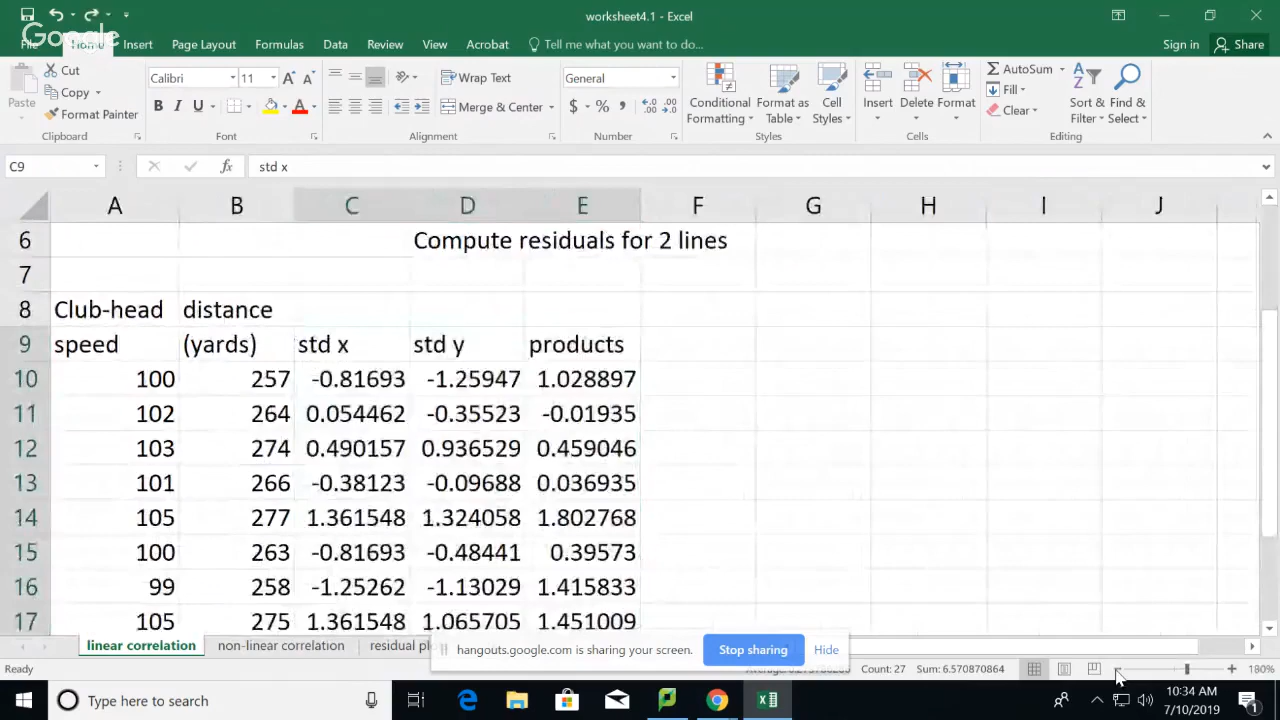 worksheet4.1 - Excel
Google
File Home Insert Page Layout Formulas Data Review View Acrobat Tell me what you want to do... Sign in Share
Paste Cut Copy Format Painter Clipboard
Calibri 11 B I U A Font
Wrap Text Merge & Center Alignment
General $ % , Number
Conditional Formatting Format as Table Cell Styles Styles
Insert Delete Format Cells
AutoSum Fill Clear Sort & Filter Find & Select Editing
C9 fx std x
A B C D E F G H I J
6 Compute residuals for 2 lines
7
8 Club-head distance
9 speed (yards) std x std y products
10 100 257 -0.81693 -1.25947 1.028897
11 102 264 0.054462 -0.35523 -0.01935
12 103 274 0.490157 0.936529 0.459046
13 101 266 -0.38123 -0.09688 0.036935
14 105 277 1.361548 1.324058 1.802768
15 100 263 -0.81693 -0.48441 0.39573
16 99 258 -1.25262 -1.13029 1.415833
17 105 275 1.361548 1.065705 1.451009
linear correlation non-linear correlation residual
hangouts.google.com is sharing your screen. Stop sharing Hide
Ready Count: 27 Sum: 6.570870864 180%
Type here to search
10:34 AM
7/10/2019
1